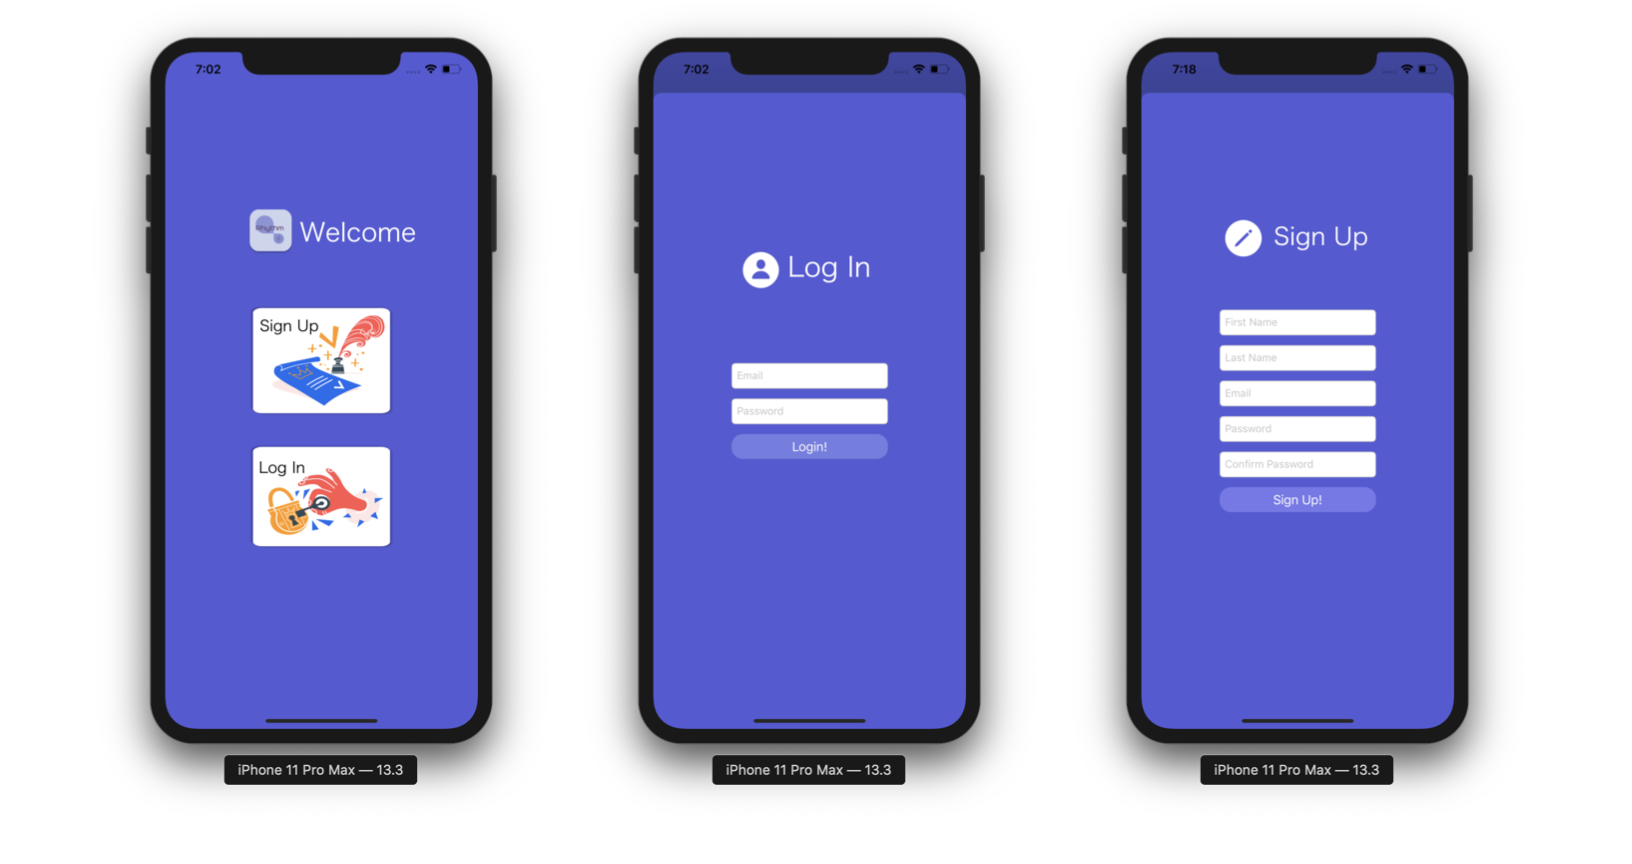 7:02
Rhythm
Welcome
Sign Up
Log In
iPhone 11 Pro Max — 13.3
7:02
Log In
Email
Password
Login!
iPhone 11 Pro Max — 13.3
7:18
Sign Up
First Name
Last Name
Email
Password
Confirm Password
Sign Up!
iPhone 11 Pro Max — 13.3